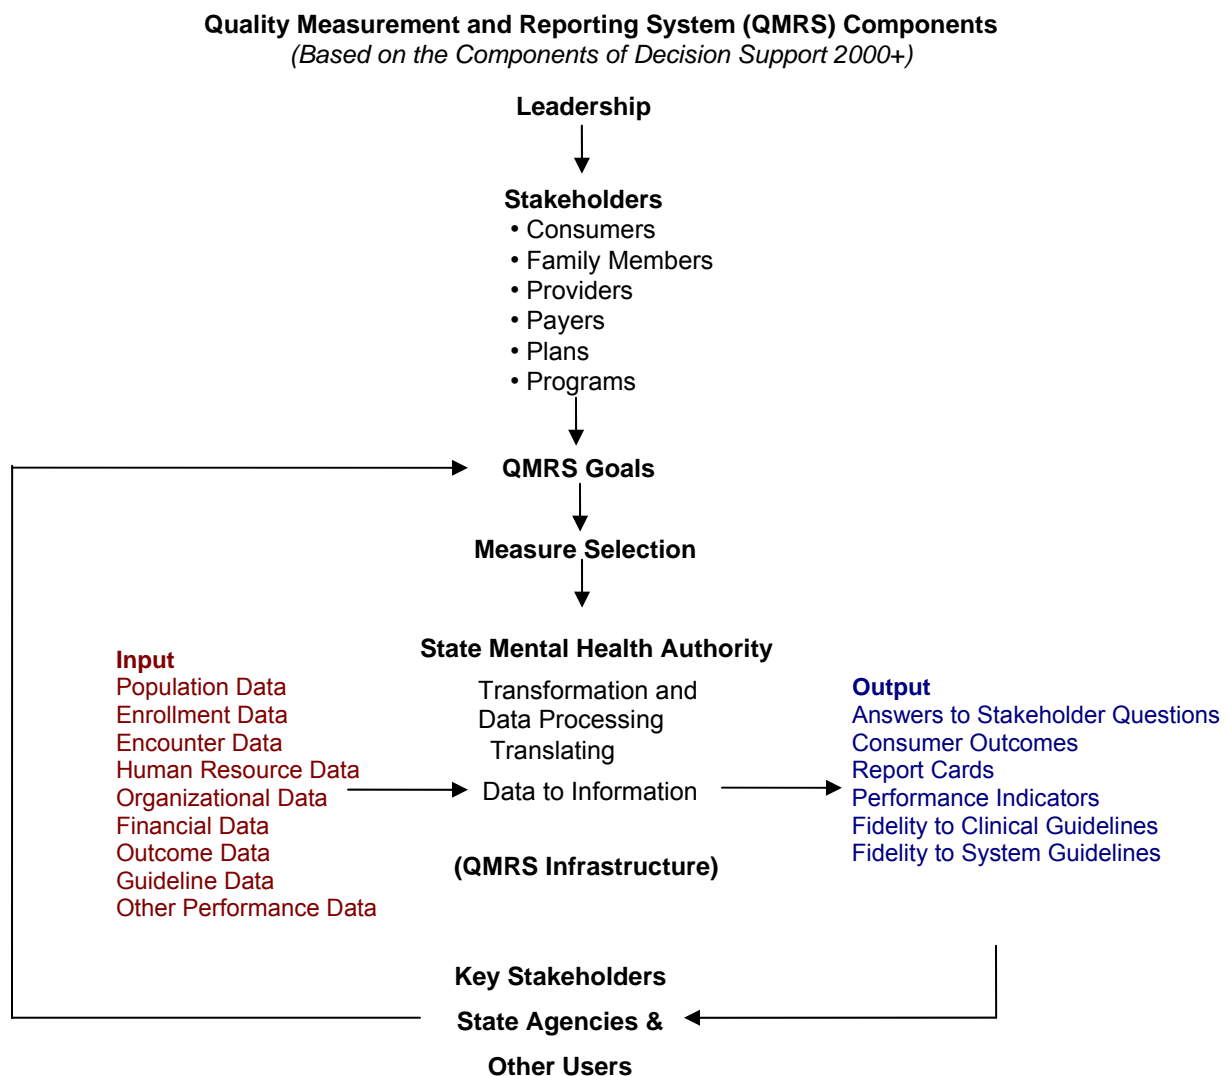 Quality Measurement and Reporting System (QMRS) Components
(Based on the Components of Decision Support 2000+)
Leadership
Stakeholders
• Consumers
• Family Members
• Providers
• Payers
• Plans
• Programs
QMRS Goals
Measure Selection
State Mental Health Authority
Transformation and
Data Processing
Translating
Data to Information
(QMRS Infrastructure)
Input
Population Data
Enrollment Data
Encounter Data
Human Resource Data
Organizational Data
Financial Data
Outcome Data
Guideline Data
Other Performance Data
Output
Answers to Stakeholder Questions
Consumer Outcomes
Report Cards
Performance Indicators
Fidelity to Clinical Guidelines
Fidelity to System Guidelines
Key Stakeholders
State Agencies &
Other Users